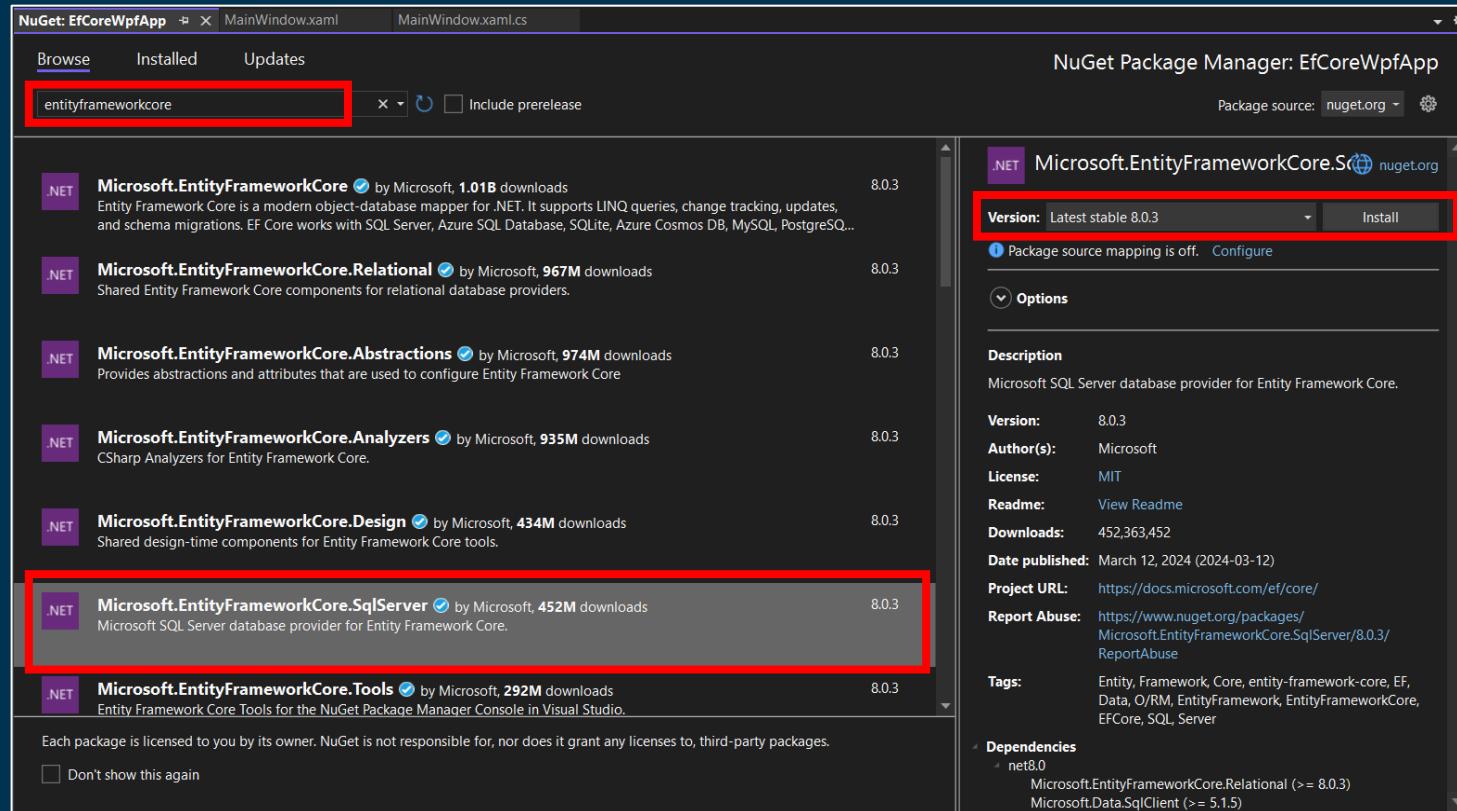 NuGet: EfCoreWpfApp
MainWindow.xaml
MainWindow.xaml.cs
Browse
Installed
Updates
NuGet Package Manager: EfCoreWpfApp
entityframeworkcore
Include prerelease
Package source: nuget.org
.NET
Microsoft.EntityFrameworkCore by Microsoft, 1.01B downloads
8.0.3
Entity Framework Core is a modern object-database mapper for .NET. It supports LINQ queries, change tracking, updates,
and schema migrations. EF Core works with SQL Server, Azure SQL Database, SQLite, Azure Cosmos DB, MySQL, PostgreSQ...
.NET
Microsoft.EntityFrameworkCore.Relational by Microsoft, 967M downloads
8.0.3
Shared Entity Framework Core components for relational database providers.
.NET
Microsoft.EntityFrameworkCore.Abstractions by Microsoft, 974M downloads
8.0.3
Provides abstractions and attributes that are used to configure Entity Framework Core
.NET
Microsoft.EntityFrameworkCore.Analyzers by Microsoft, 935M downloads
8.0.3
CSharp Analyzers for Entity Framework Core.
.NET
Microsoft.EntityFrameworkCore.Design by Microsoft, 434M downloads
8.0.3
Shared design-time components for Entity Framework Core tools.
.NET
Microsoft.EntityFrameworkCore.SqlServer by Microsoft, 452M downloads
8.0.3
Microsoft SQL Server database provider for Entity Framework Core.
.NET
Microsoft.EntityFrameworkCore.Tools by Microsoft, 292M downloads
8.0.3
Entity Framework Core Tools for the NuGet Package Manager Console in Visual Studio.
Each package is licensed to you by its owner. NuGet is not responsible for, nor does it grant any licenses to, third-party packages.
Don't show this again
.NET
Microsoft.EntityFrameworkCore.S
nuget.org
Version: Latest stable 8.0.3
Install
Package source mapping is off. Configure
Options
Description
Microsoft SQL Server database provider for Entity Framework Core.
Version: 8.0.3
Author(s): Microsoft
License: MIT
Readme: View Readme
Downloads: 452,363,452
Date published: March 12, 2024 (2024-03-12)
Project URL: https://docs.microsoft.com/ef/core/
Report Abuse: https://www.nuget.org/packages/
Microsoft.EntityFrameworkCore.SqlServer/8.0.3/
ReportAbuse
Tags: Entity, Framework, Core, entity-framework-core, EF,
Data, O/RM, EntityFramework, EntityFrameworkCore,
EFCore, SQL, Server
Dependencies
net8.0
Microsoft.EntityFrameworkCore.Relational (>= 8.0.3)
Microsoft.Data.SqlClient (>= 5.1.5)